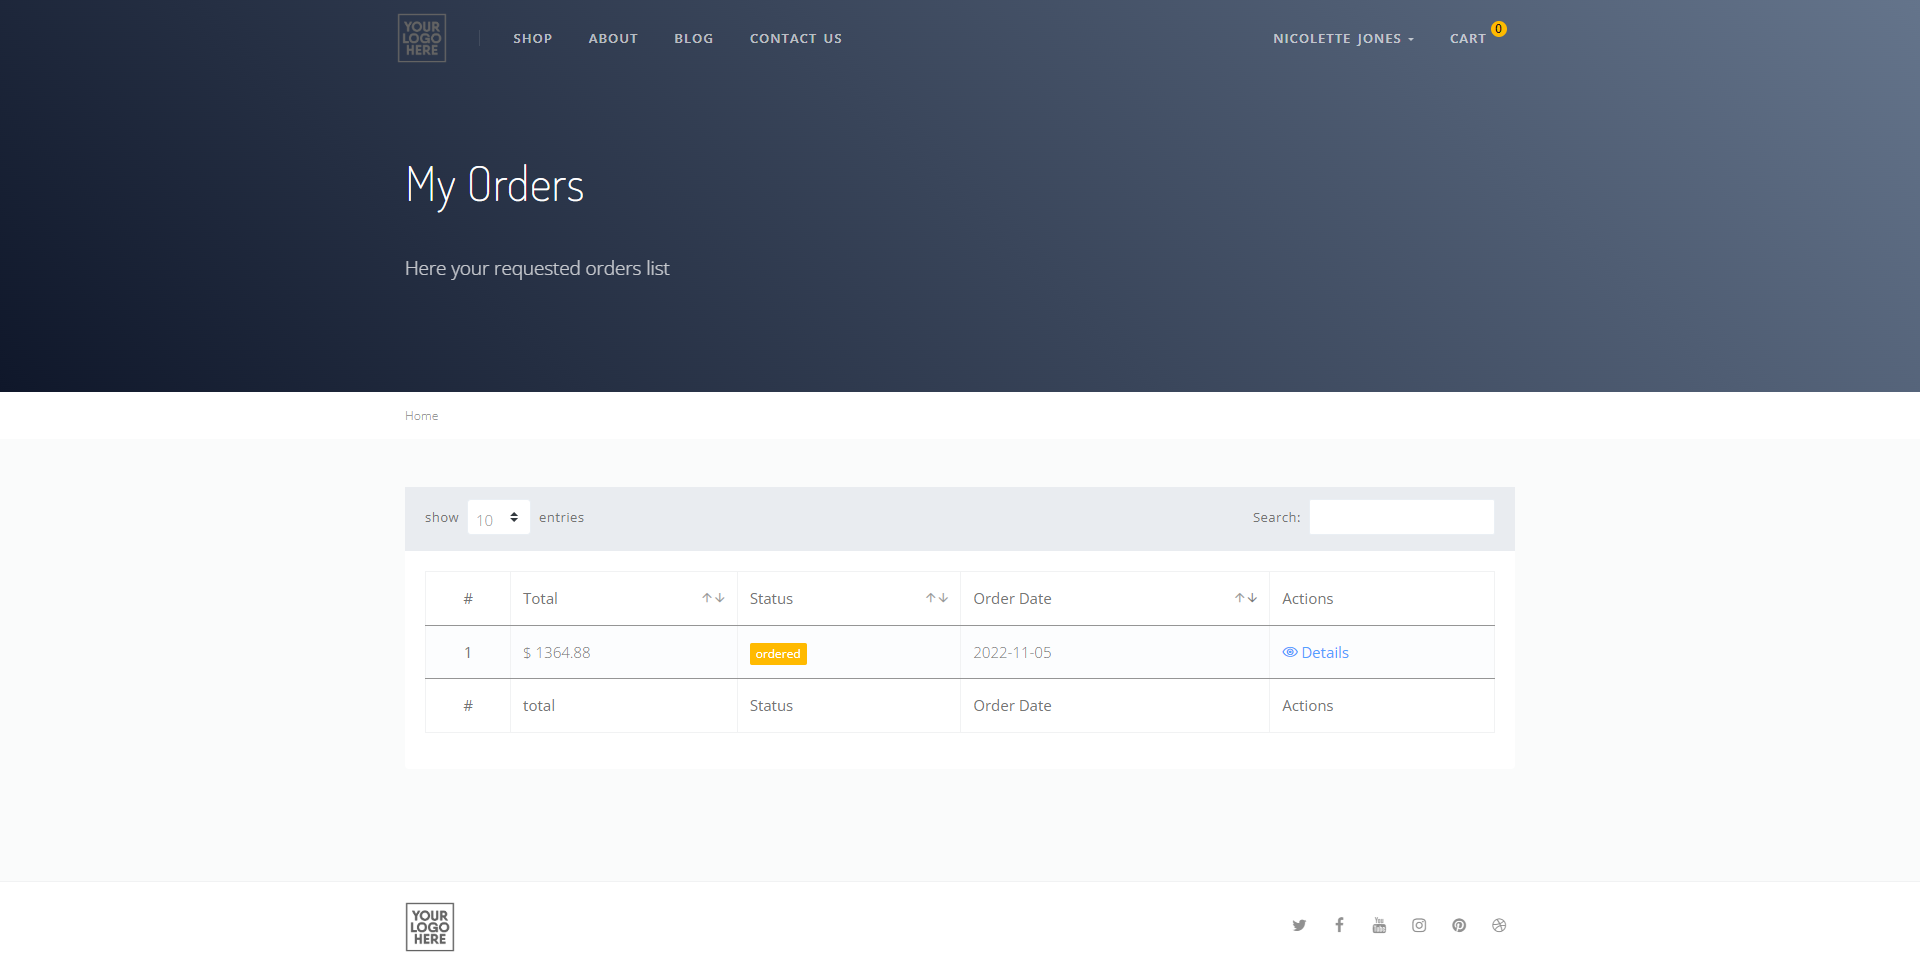 YOUR
LOGO
HERE
SHOP ABOUT BLOG CONTACT US NICOLETTE JONES CART 0
My Orders
Here your requested orders list
Home
show 10 entries Search:
# Total Status Order Date Actions
1 $ 1364.88 ordered 2022-11-05 Details
# total Status Order Date Actions
YOUR
LOGO
HERE
You
Tube